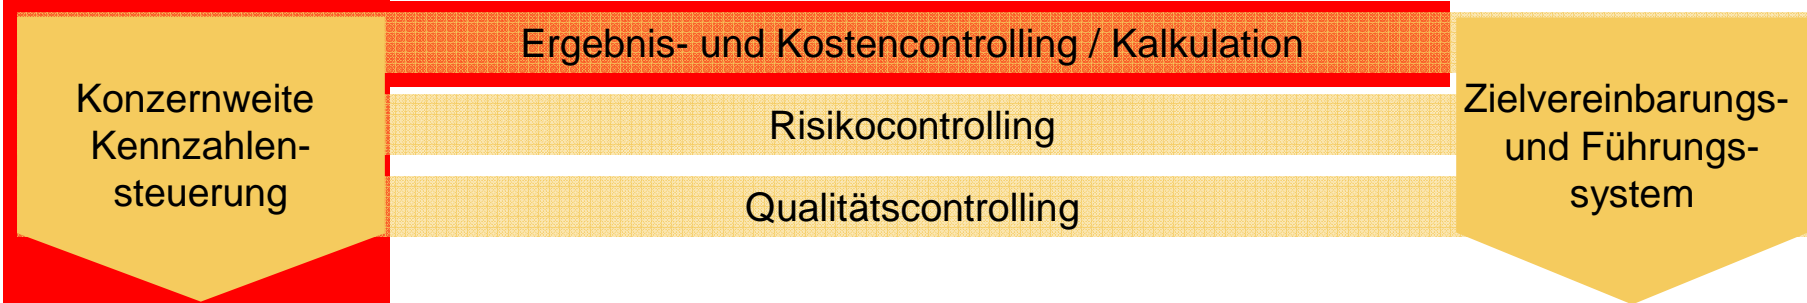 Konzernweite
Kennzahlen-
steuerung
Ergebnis- und Kostencontrolling / Kalkulation
Risikocontrolling
Qualitätscontrolling
Zielvereinbarungs-
und Führungs-
system